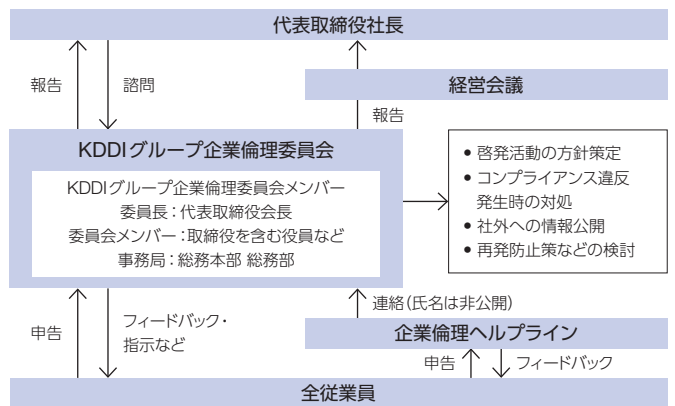 代表取締役社長
報告
諮問
経営会議
報告
KDDIグループ企業倫理委員会
KDDIグループ企業倫理委員会メンバー
委員長：代表取締役会長
委員会メンバー：取締役を含む役員など
事務局：総務本部 総務部
● 啓発活動の方針策定
● コンプライアンス違反
発生時の対処
● 社外への情報公開
● 再発防止策などの検討
申告
フィードバック・
指示など
連絡（氏名は非公開）
企業倫理ヘルプライン
申告
フィードバック
全従業員